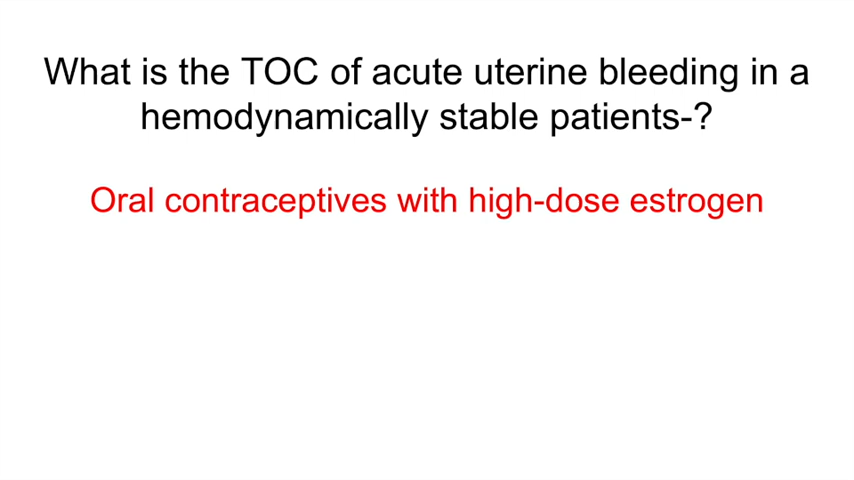 What is the TOC of acute uterine bleeding in a
hemodynamically stable patients-?
Oral contraceptives with high-dose estrogen